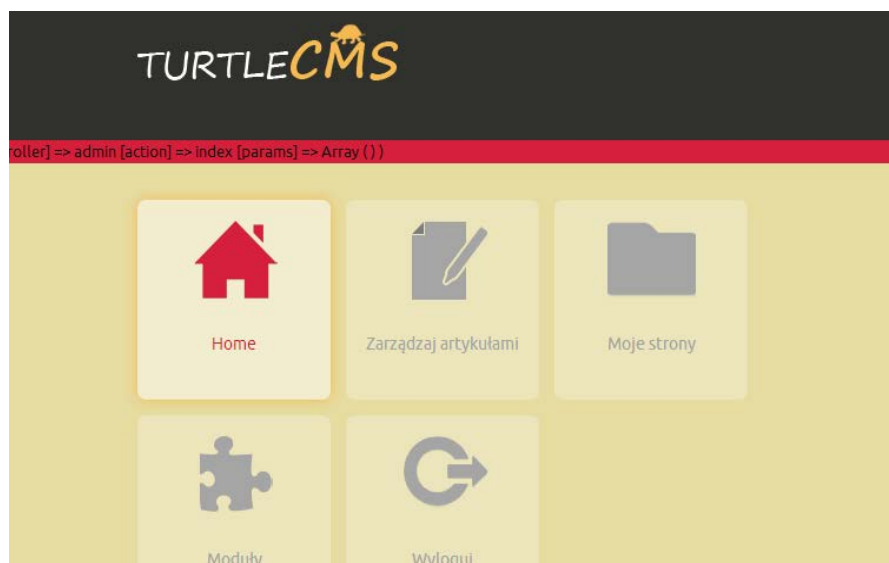 TURTLECMS
roller] => admin [action] => index [params] => Array ( ) )
Home
Zarządzaj artykułami
Moje strony
Moduły
Wyloguj